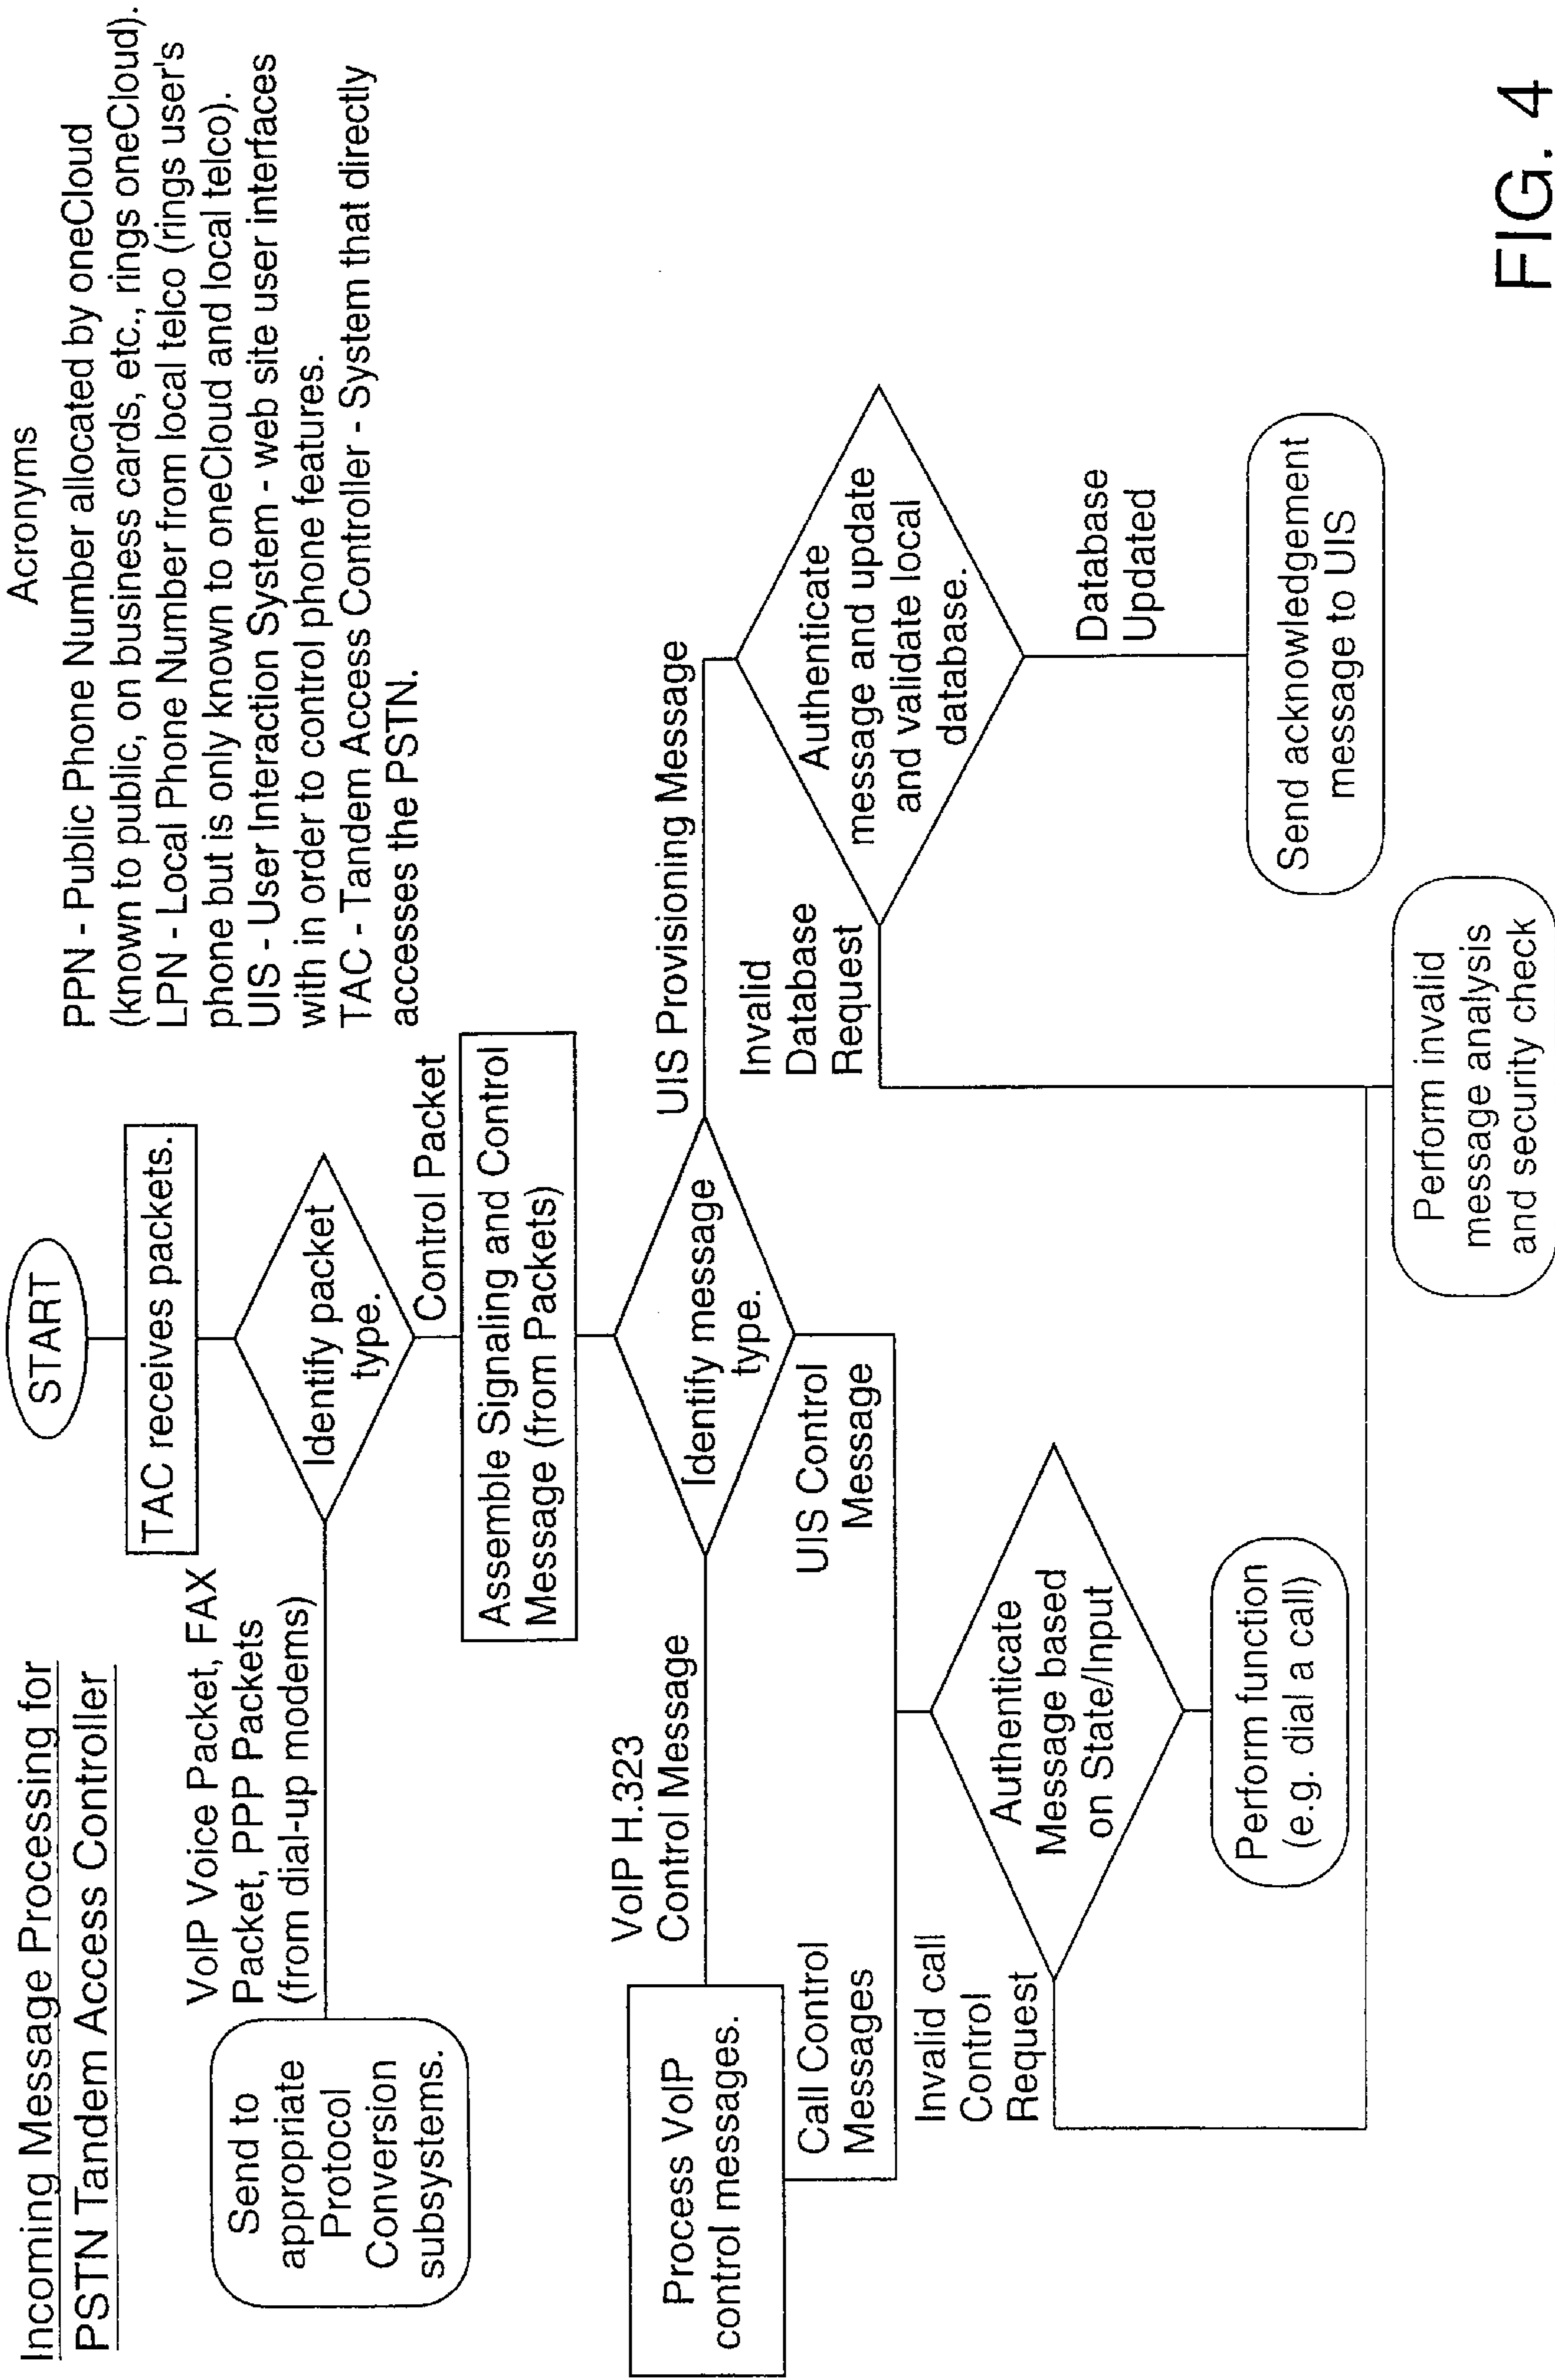 Incoming Message Processing for
PSTN Tandem Access Controller
START
TAC receives packets.
Identify packet
type.
VoIP Voice Packet, FAX
Packet, PPP Packets
(from dial-up modems)
Send to
appropriate
Protocol
Conversion
subsystems.
Control Packet
Assemble Signaling and Control
Message (from Packets)
Identify message
type.
VoIP H.323
Control Message
Process VoIP
control messages.
Call Control
Messages
UIS Control
Message
UIS Provisioning Message
Authenticate
Message based
on State/Input
Invalid call
Control
Request
Perform function
(e.g. dial a call)
Authenticate
message and update
and validate local
database.
Invalid
Database
Request
Database
Updated
Send acknowledgement
message to UIS
Perform invalid
message analysis
and security check
Acronyms
PPN - Public Phone Number allocated by oneCloud
(known to public, on business cards, etc., rings oneCloud).
LPN - Local Phone Number from local telco (rings user's
phone but is only known to oneCloud and local telco).
UIS - User Interaction System - web site user interfaces
with in order to control phone features.
TAC - Tandem Access Controller - System that directly
accesses the PSTN.
FIG. 4